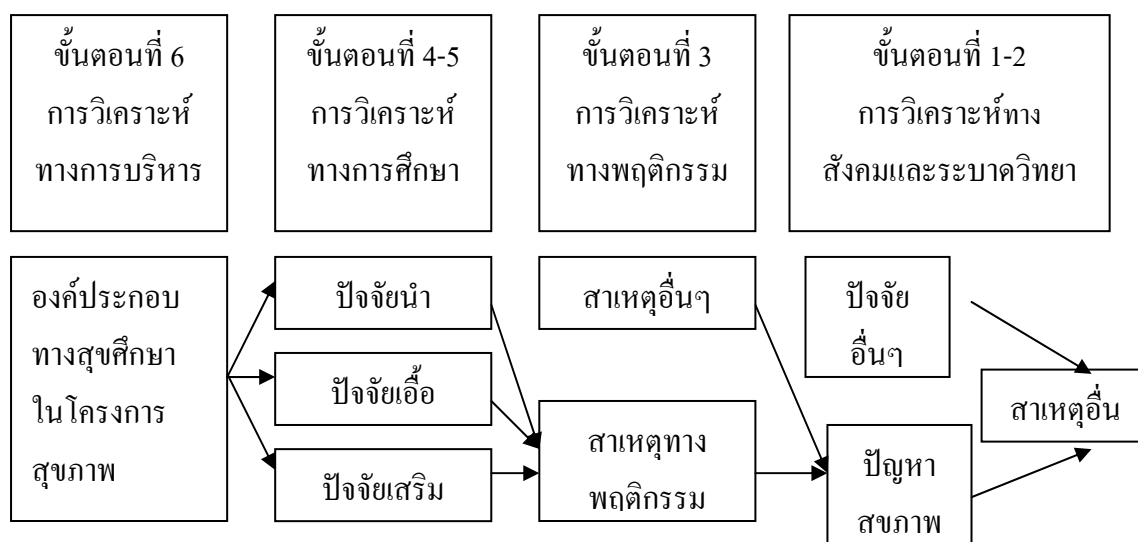 ขั้นตอนที่ 6
การวิเคราะห์
ทางการบริหาร
ขั้นตอนที่ 4-5
การวิเคราะห์
ทางการศึกษา
ขั้นตอนที่ 3
การวิเคราะห์
ทางพฤติกรรม
ขั้นตอนที่ 1-2
การวิเคราะห์ทาง
สังคมและระบาดวิทยา
องค์ประกอบ
ทางสุขศึกษา
ในโครงการ
สุขภาพ
ปัจจัยนำ
ปัจจัยเอื้อ
ปัจจัยเสริม
สาเหตุอื่นๆ
สาเหตุทาง
พฤติกรรม
ปัจจัย
อื่นๆ
ปัญหา
สุขภาพ
สาเหตุอื่น